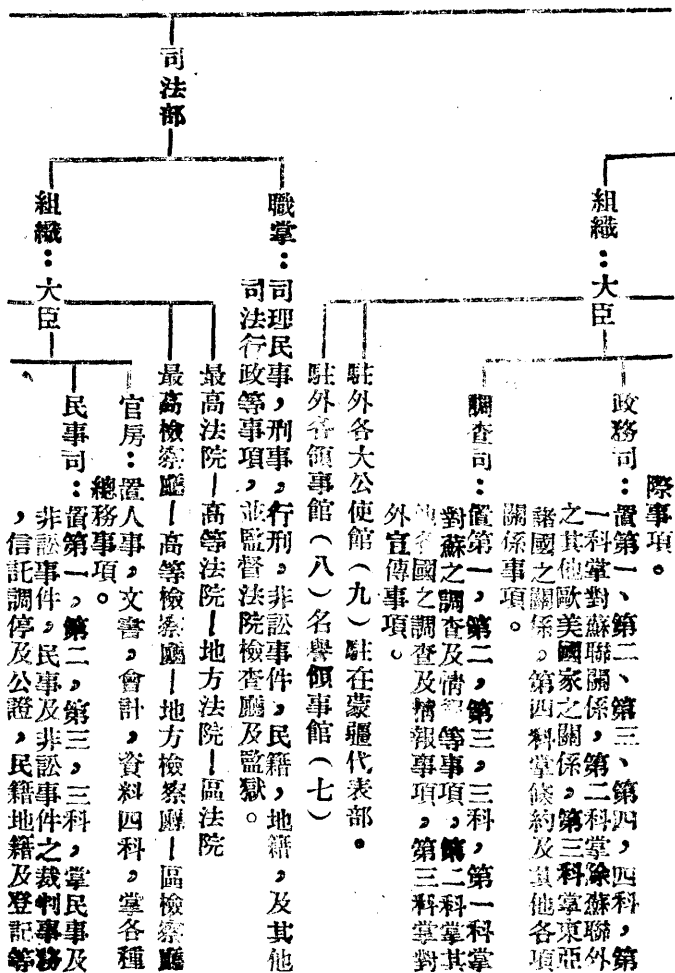 際事項。
政務司：置第一、第二、第三、第四，四科，第
一科掌對蘇聯關係，第二科掌除蘇聯外
之其他歐美國家之關係，第三科掌東亞
諸國之關係。第四科掌條約及其他各項
關係事項。
組織：大臣
調查司：置第一，第二，第三，三科，第一科掌
對蘇之調查及情報等事項，第二科掌其
他各國之調查及情報事項，第三科掌對
外宣傳事項。
駐外各大公使館（九）駐在蒙疆代表部。
駐外各領事館（八）名譽領事館（七）
司法部
職掌：司理民事，刑事，行刑，非訟事件，民籍，地籍，及其他
司法行政等事項，並監督法院檢查廳及監獄。
最高法院—高等法院—地方法院—區法院
最高檢察廳—高等檢察廳—地方檢察廳—區檢察廳
組織：大臣
官房：置人事，文書，會計，資料四科，掌各種
總務事項。
民事司：置第一，第二，第三，三科，掌民事及
非訟事件，民事及非訟事件之裁判事務
，信託調停及公證，民籍地籍及登記等